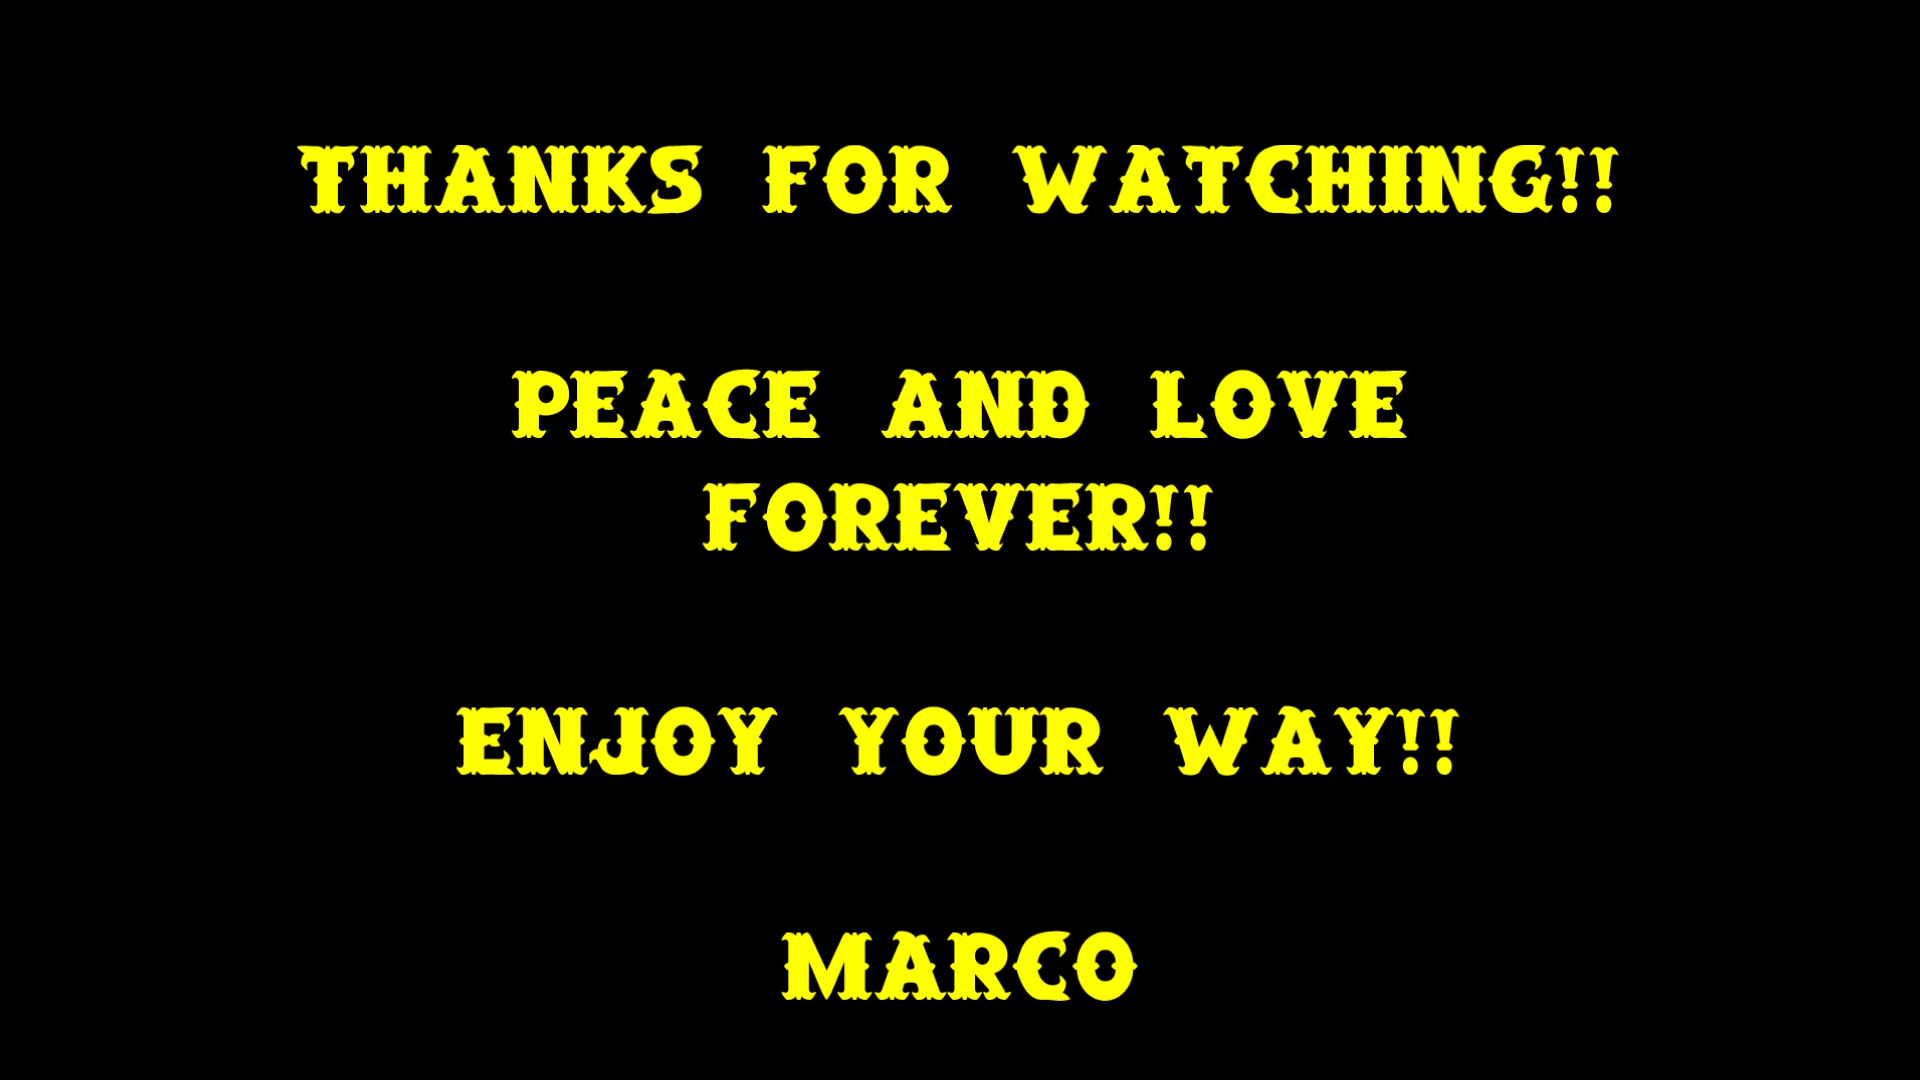 THANKS FOR WATCHING!!
PEACE AND LOVE
FOREVER!!
ENJOY YOUR WAY!!
MARCO